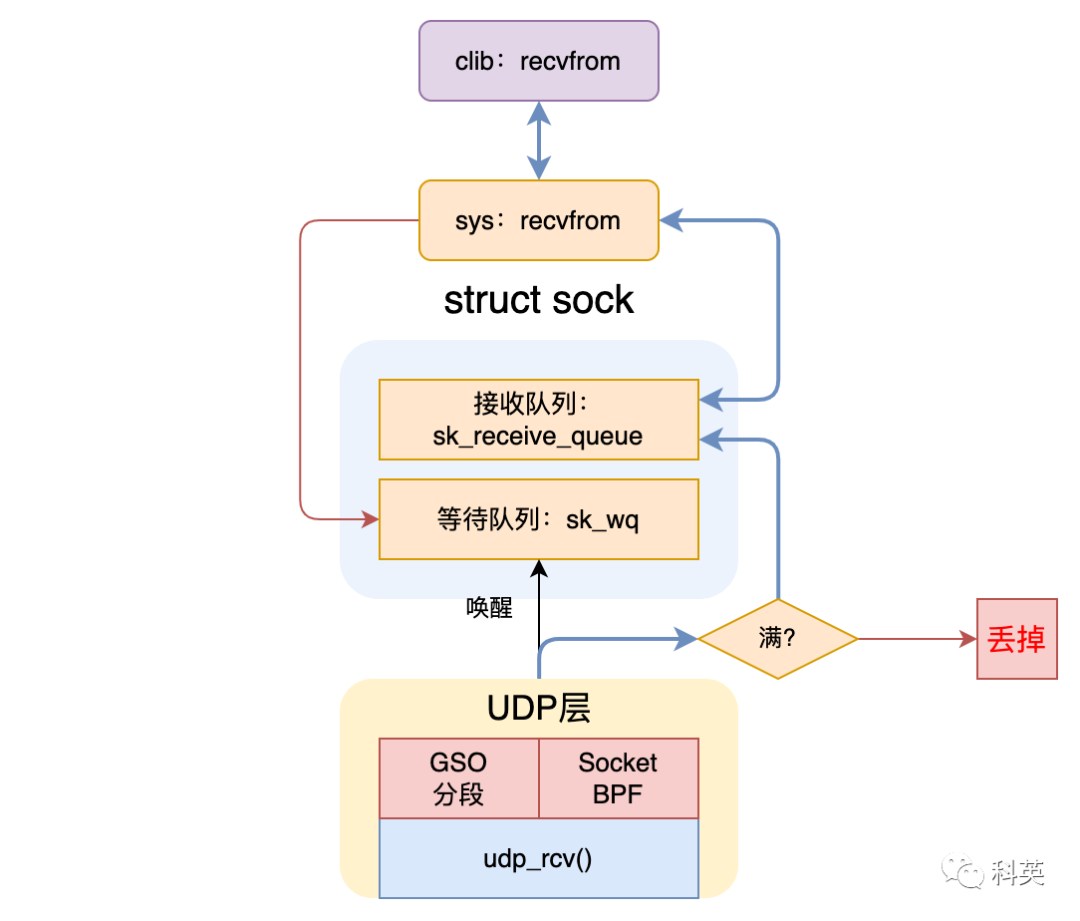 clib：recvfrom
sys：recvfrom
struct sock
接收队列：
sk_receive_queue
等待队列：sk_wq
唤醒
满?
丢掉
UDP层
GSO
分段
Socket
BPF
udp_rcv()
科英